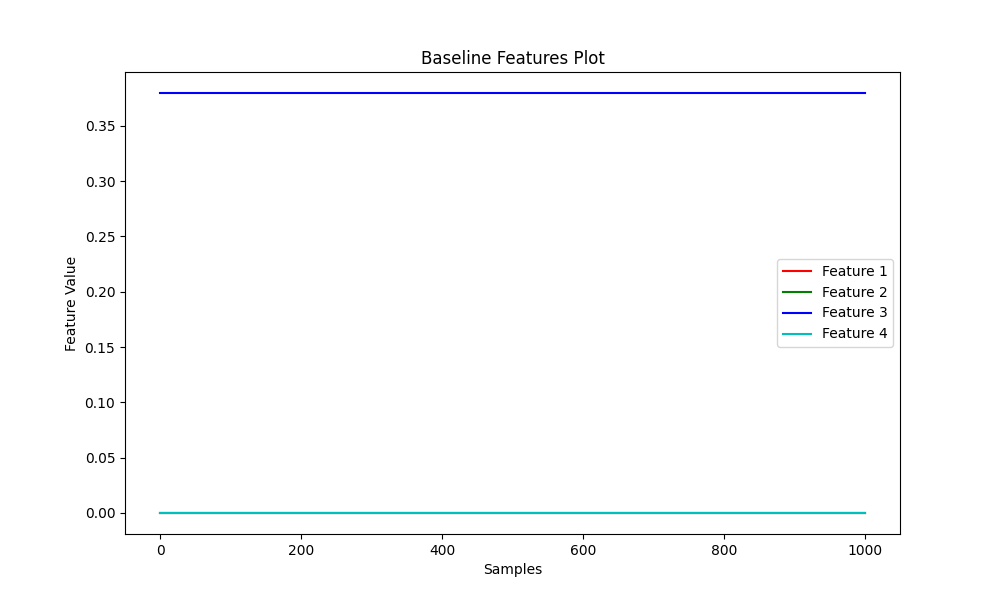 Baseline Features Plot
0.35
0.30
0.25
0.20
0.15
0.10
0.05
0.00
Feature Value
Feature 1
Feature 2
Feature 3
Feature 4
0 200 400 600 800 1000
Samples